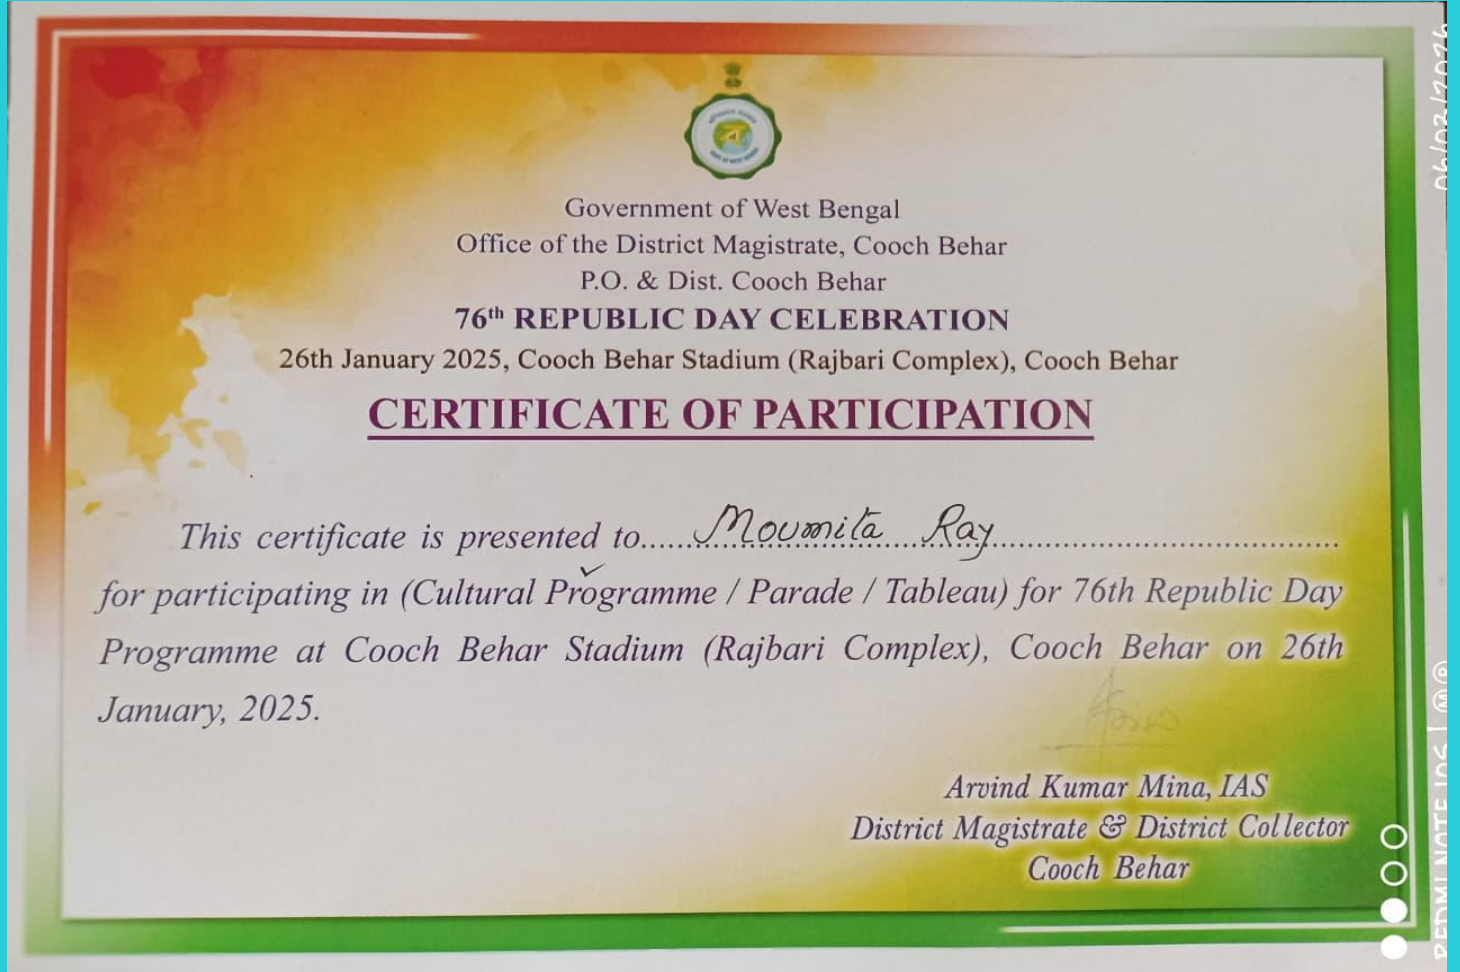 Government of West Bengal
Office of the District Magistrate, Cooch Behar
P.O. & Dist. Cooch Behar
76th REPUBLIC DAY CELEBRATION
26th January 2025, Cooch Behar Stadium (Rajbari Complex), Cooch Behar
CERTIFICATE OF PARTICIPATION
This certificate is presented to.....Moumita Ray.....
for participating in (Cultural Programme / Parade / Tableau) for 76th Republic Day
Programme at Cooch Behar Stadium (Rajbari Complex), Cooch Behar on 26th
January, 2025.
Arvind Kumar Mina, IAS
District Magistrate & District Collector
Cooch Behar